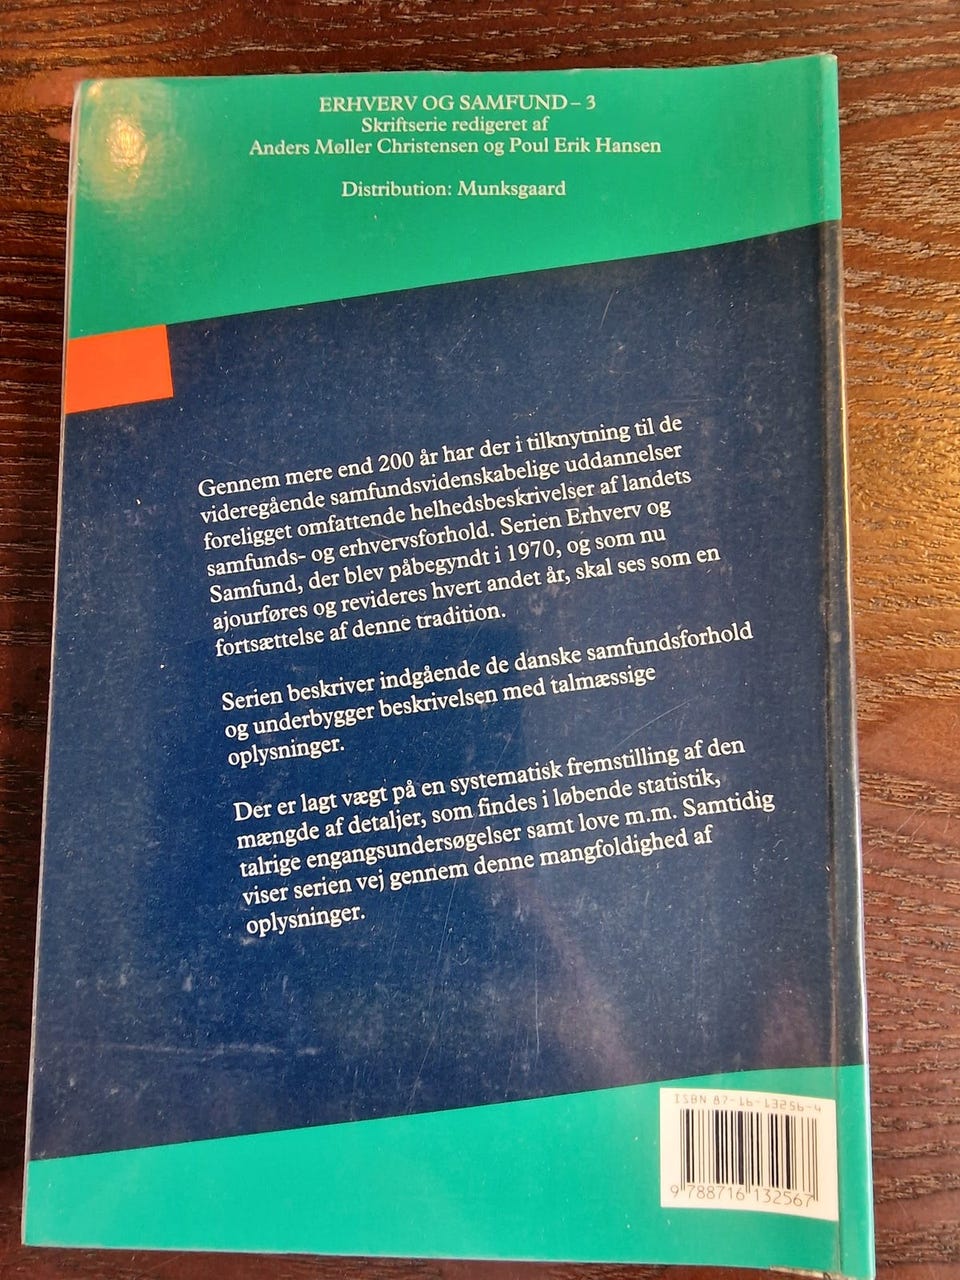 ERHVERV OG SAMFUND – 3
Skriftserie redigeret af
Anders Møller Christensen og Poul Erik Hansen
Distribution: Munksgaard
Gennem mere end 200 år har der i tilknytning til de
videregående samfundsvidenskabelige uddannelser
foreligget omfattende helhedsbeskrivelser af landets
samfunds- og erhvervsforhold. Serien Erhverv og
Samfund, der blev påbegyndt i 1970, og som nu
ajourføres og revideres hvert andet år, skal ses som en
fortsættelse af denne tradition.
Serien beskriver indgående de danske samfundsforhold
og underbygger beskrivelsen med talmæssige
oplysninger.
Der er lagt vægt på en systematisk fremstilling af den
mængde af detaljer, som findes i løbende statistik,
talrige engangsundersøgelser samt love m.m. Samtidig
viser serien vej gennem denne mangfoldighed af
oplysninger.
ISBN 87-16-13256-4
9 788716 132567